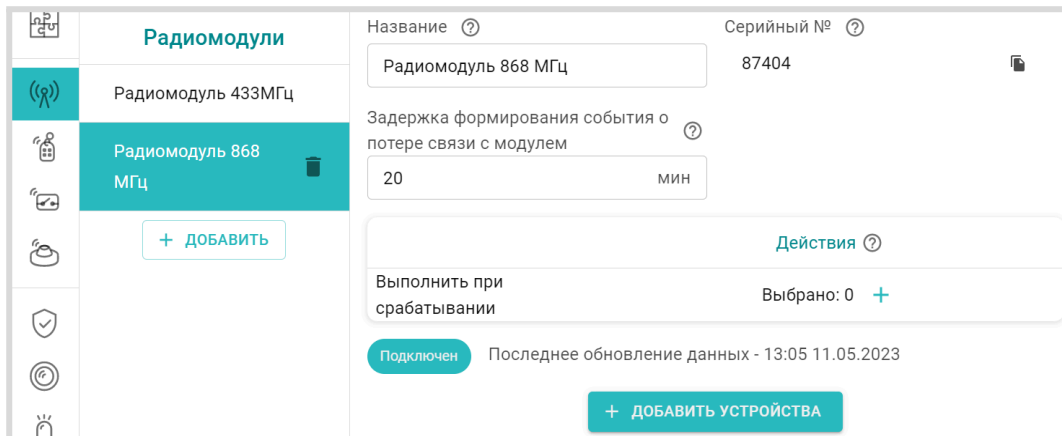 Радиомодули
Радиомодуль 433МГц
Радиомодуль 868
МГц
+ ДОБАВИТЬ
Название
Серийный №
Радиомодуль 868 МГц
87404
Задержка формирования события о
потере связи с модулем
20 мин
Действия
Выполнить при
срабатывании
Выбрано: 0 +
Подключен
Последнее обновление данных - 13:05 11.05.2023
+ ДОБАВИТЬ УСТРОЙСТВА